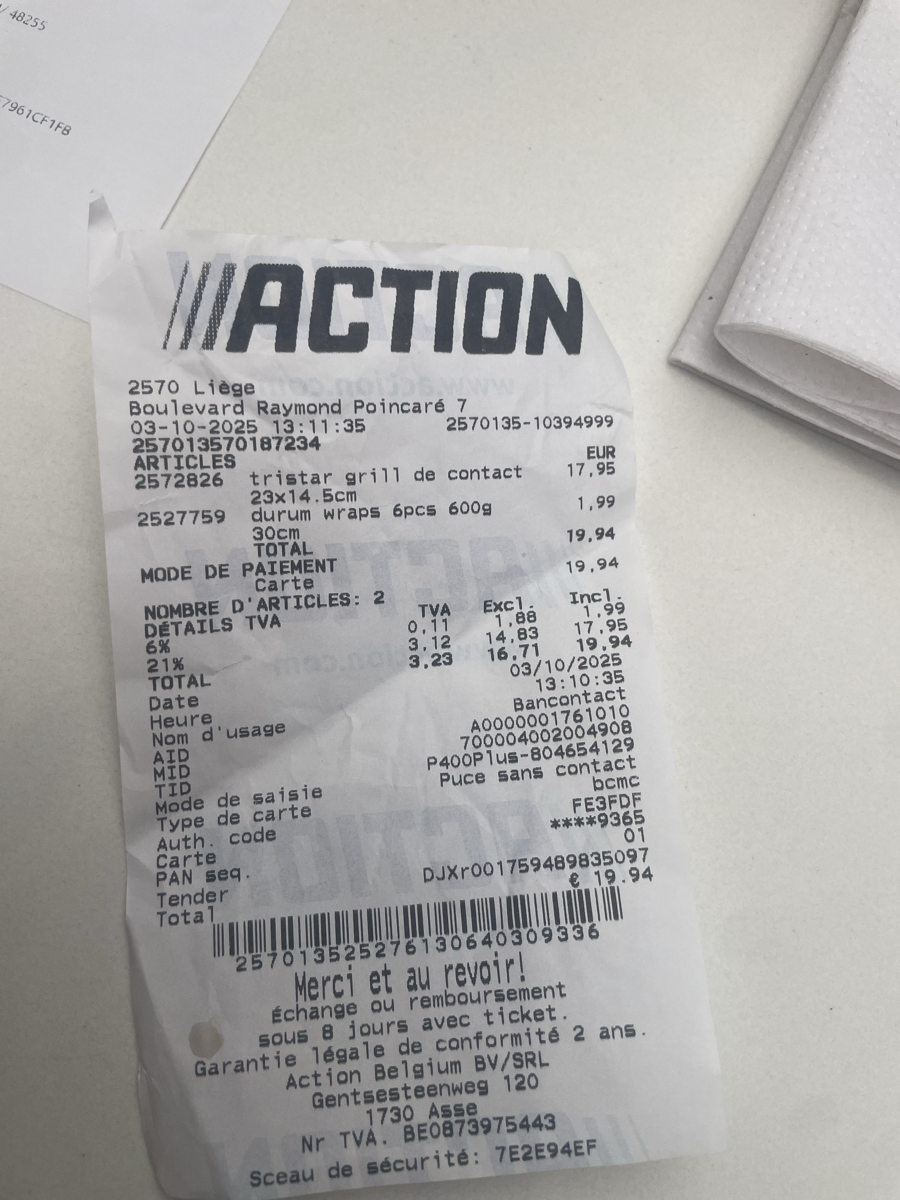 / 48255
7961CF1FB
ACTION
2570 Liège
Boulevard Raymond Poincaré 7
03-10-2025 13:11:35 2570135-10394999
257013570187234
ARTICLES EUR
2572826 tristar grill de contact 17,95
23x14.5cm
2527759 durum wraps 6pcs 600g 1,99
30cm
TOTAL 19,94
MODE DE PAIEMENT
Carte 19,94
NOMBRE D'ARTICLES: 2
DÉTAILS TVA TVA Excl. Incl.
6% 0,11 1,88 1,99
21% 3,12 14,83 17,95
TOTAL 3,23 16,71 19,94
Date 03/10/2025
Heure 13:10:35
Nom d'usage Bancontact
AID A0000001761010
MID 700004002004908
TID P400Plus-804654129
Mode de saisie Puce sans contact
Type de carte bcmc
Auth. code FE3FDF
Carte ****9365
PAN seq. 01
Tender DJXr001759489835097
Total € 19.94
257013525276130640309336
Merci et au revoir!
Échange ou remboursement
sous 8 jours avec ticket.
Garantie légale de conformité 2 ans.
Action Belgium BV/SRL
Gentsesteenweg 120
1730 Asse
Nr TVA. BE0873975443
Sceau de sécurité: 7E2E94EF